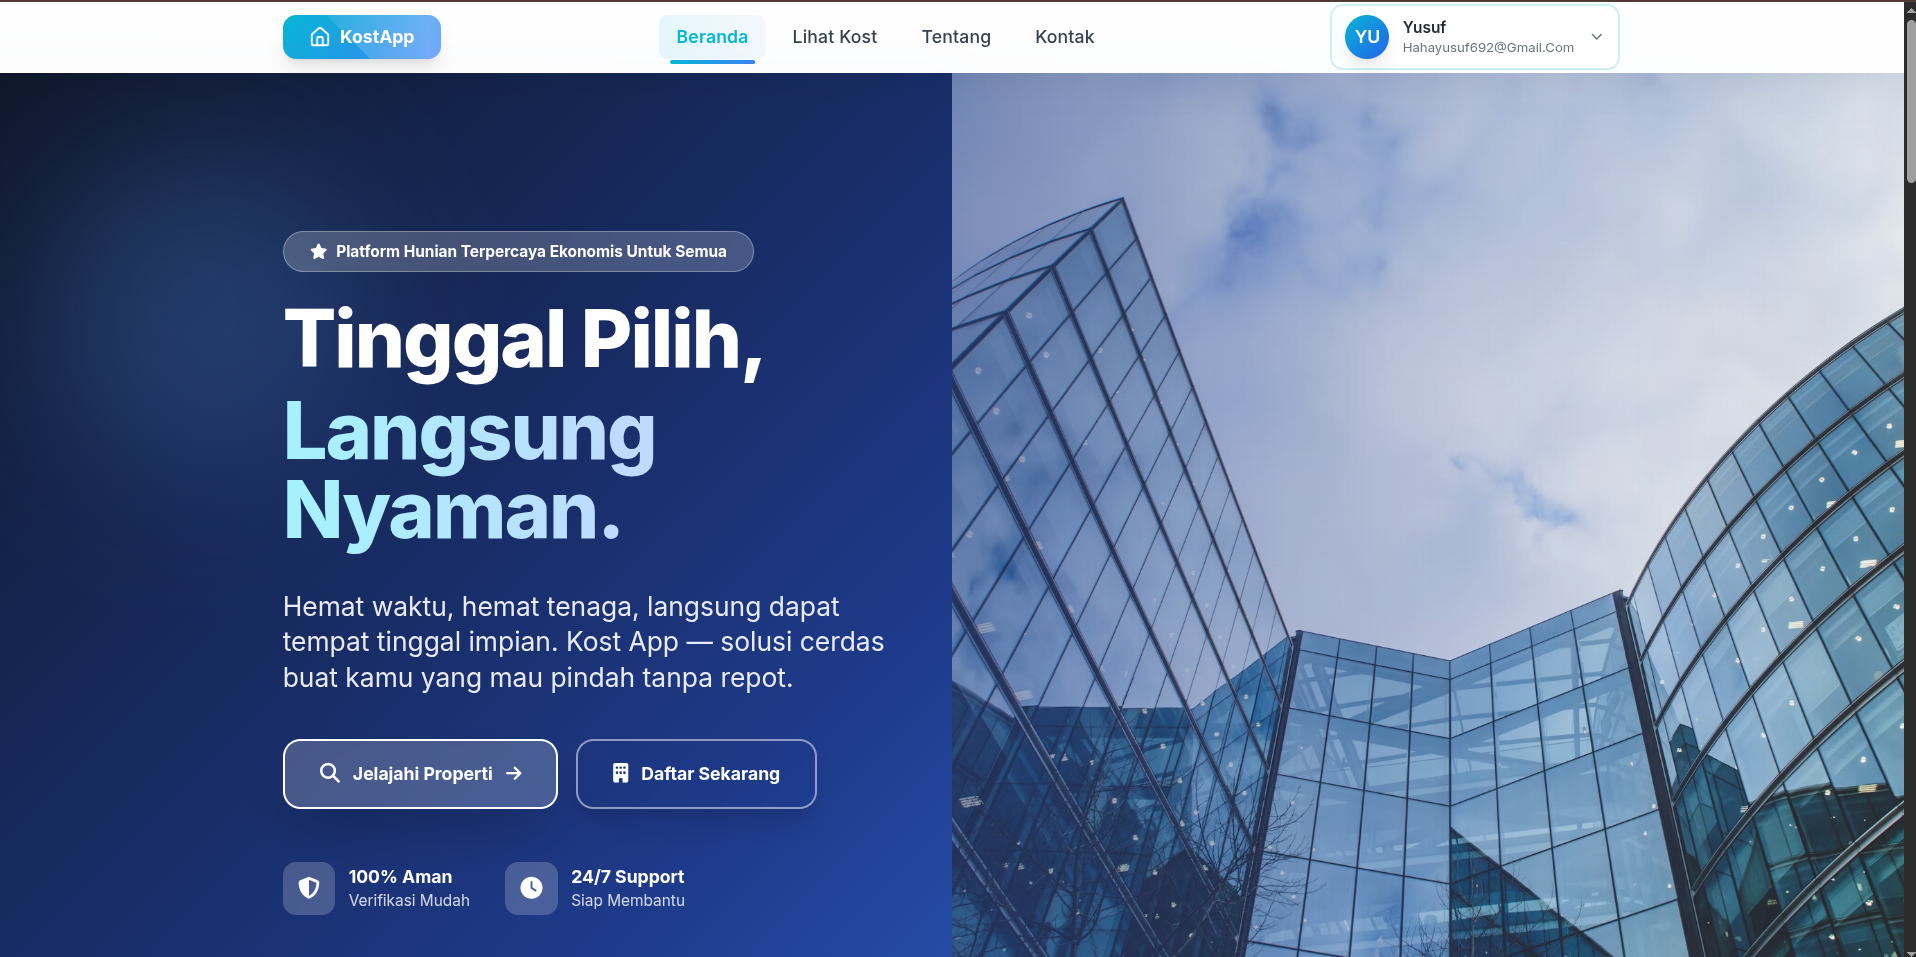 KostApp
Beranda
Lihat Kost
Tentang
Kontak
YU
Yusuf
Hahayusuf692@Gmail.Com
Platform Hunian Terpercaya Ekonomis Untuk Semua
Tinggal Pilih,
Langsung
Nyaman.
Hemat waktu, hemat tenaga, langsung dapat
tempat tinggal impian. Kost App — solusi cerdas
buat kamu yang mau pindah tanpa repot.
Jelajahi Properti
Daftar Sekarang
100% Aman
Verifikasi Mudah
24/7 Support
Siap Membantu